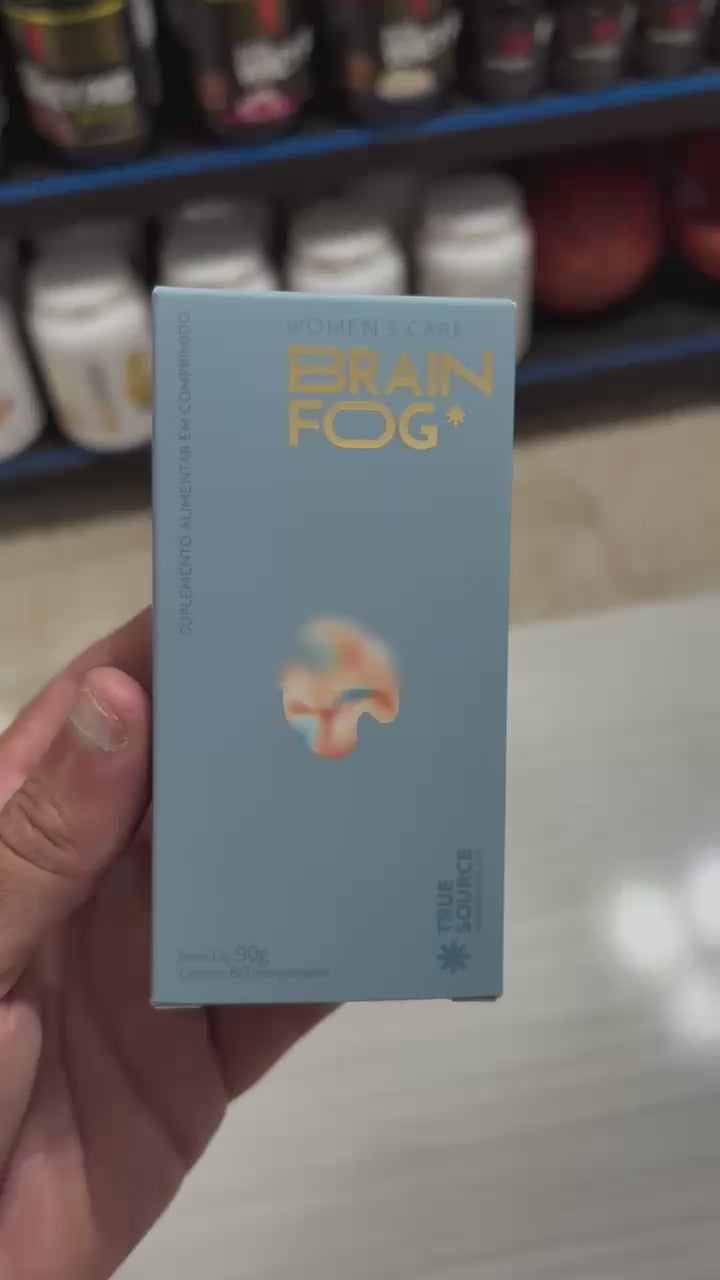 WOMEN'S CARE
BRAIN
FOG*
SUPLEMENTO ALIMENTAR EM COMPRIMIDO
TRUE
SOURCE
90g
60 comprimidos